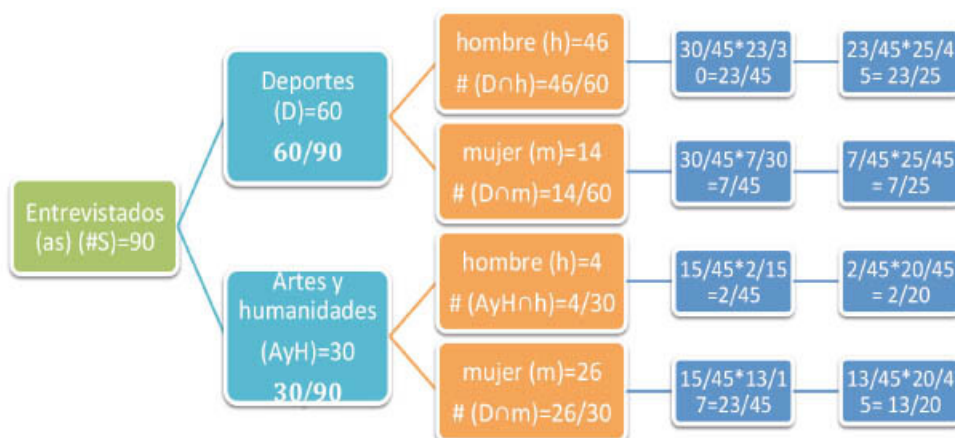 Entrevistados
(as) (#S)=90
Deportes
(D)=60
60/90
Artes y
humanidades
(AyH)=30
30/90
hombre (h)=46
# (D∩h)=46/60
mujer (m)=14
# (D∩m)=14/60
hombre (h)=4
# (AyH∩h)=4/30
mujer (m)=26
# (D∩m)=26/30
30/45*23/3
0=23/45
23/45*25/4
5= 23/25
30/45*7/30
=7/45
7/45*25/45
= 7/25
15/45*2/15
=2/45
2/45*20/45
= 2/20
15/45*13/1
7=23/45
13/45*20/4
5= 13/20